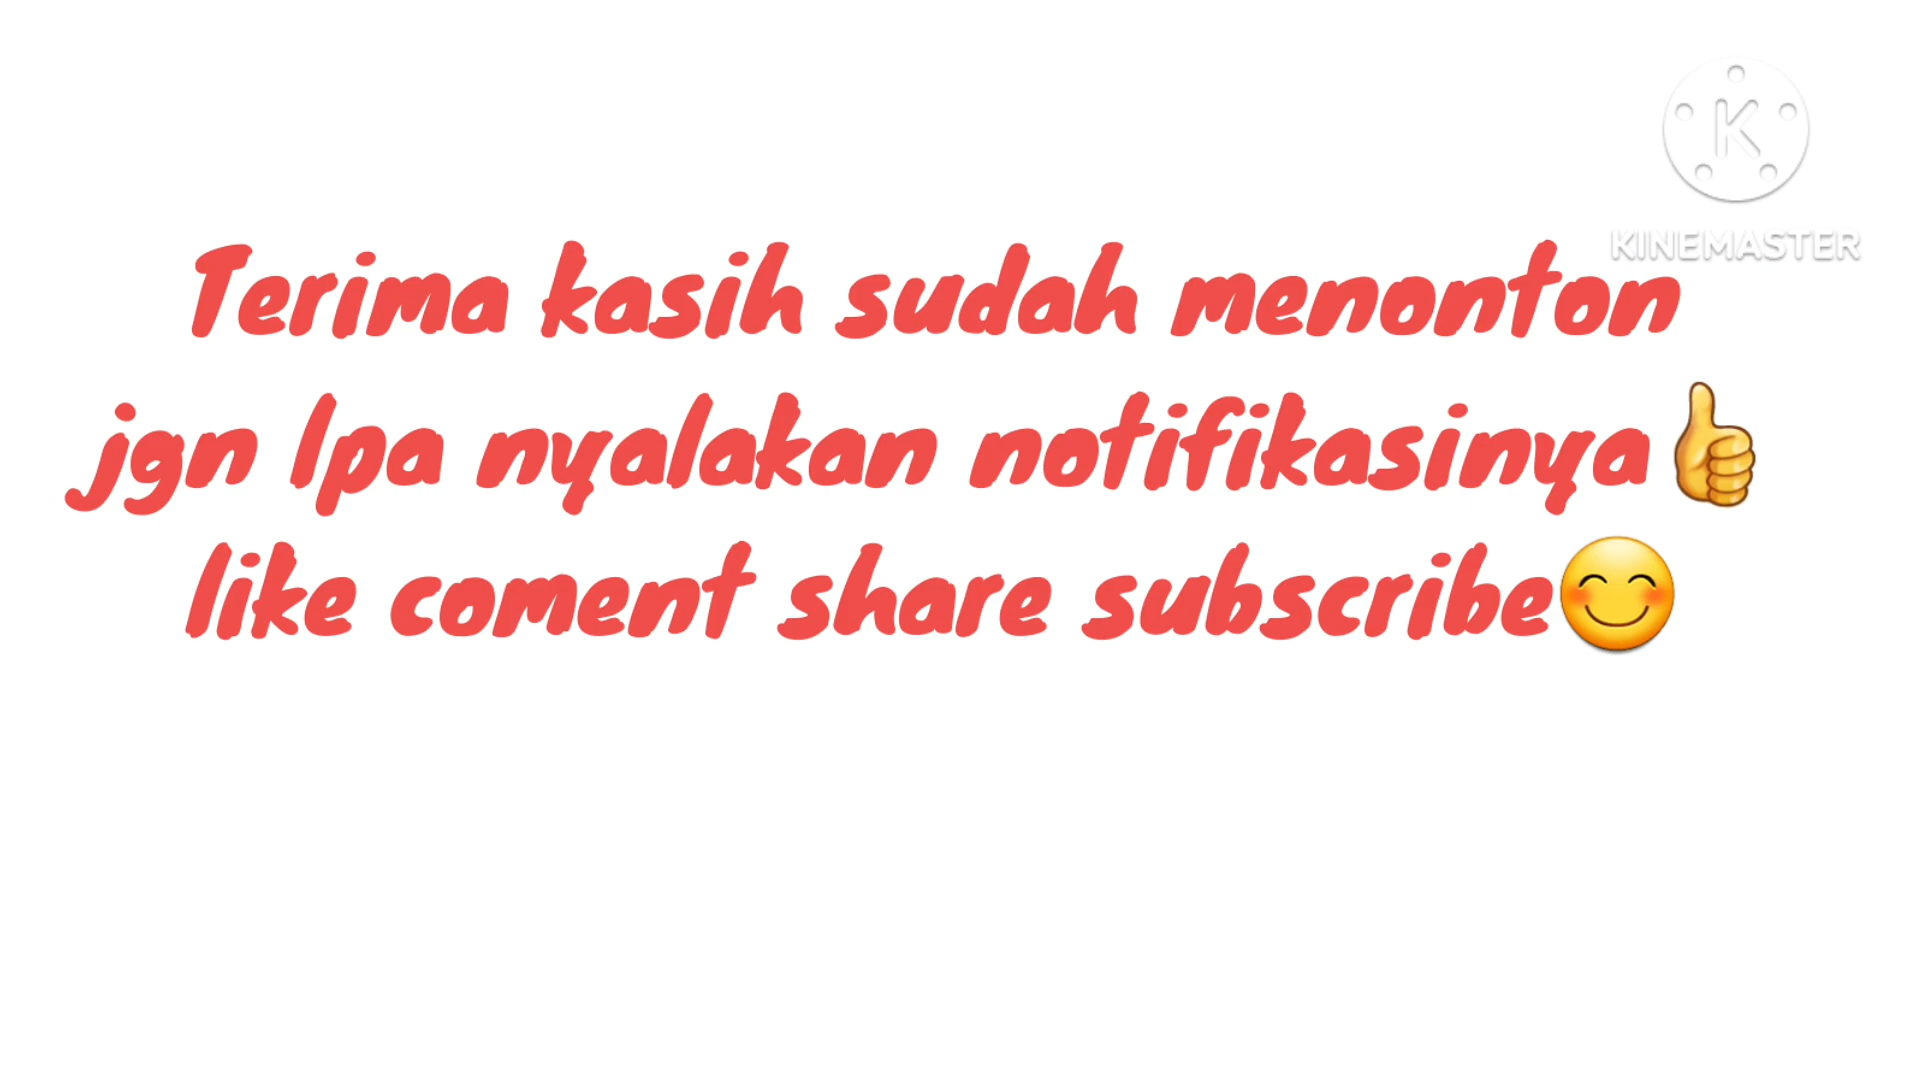 KINEMASTER
Terima kasih sudah menonton
jgn lpa nyalakan notifikasinya👍
like coment share subscribe😊